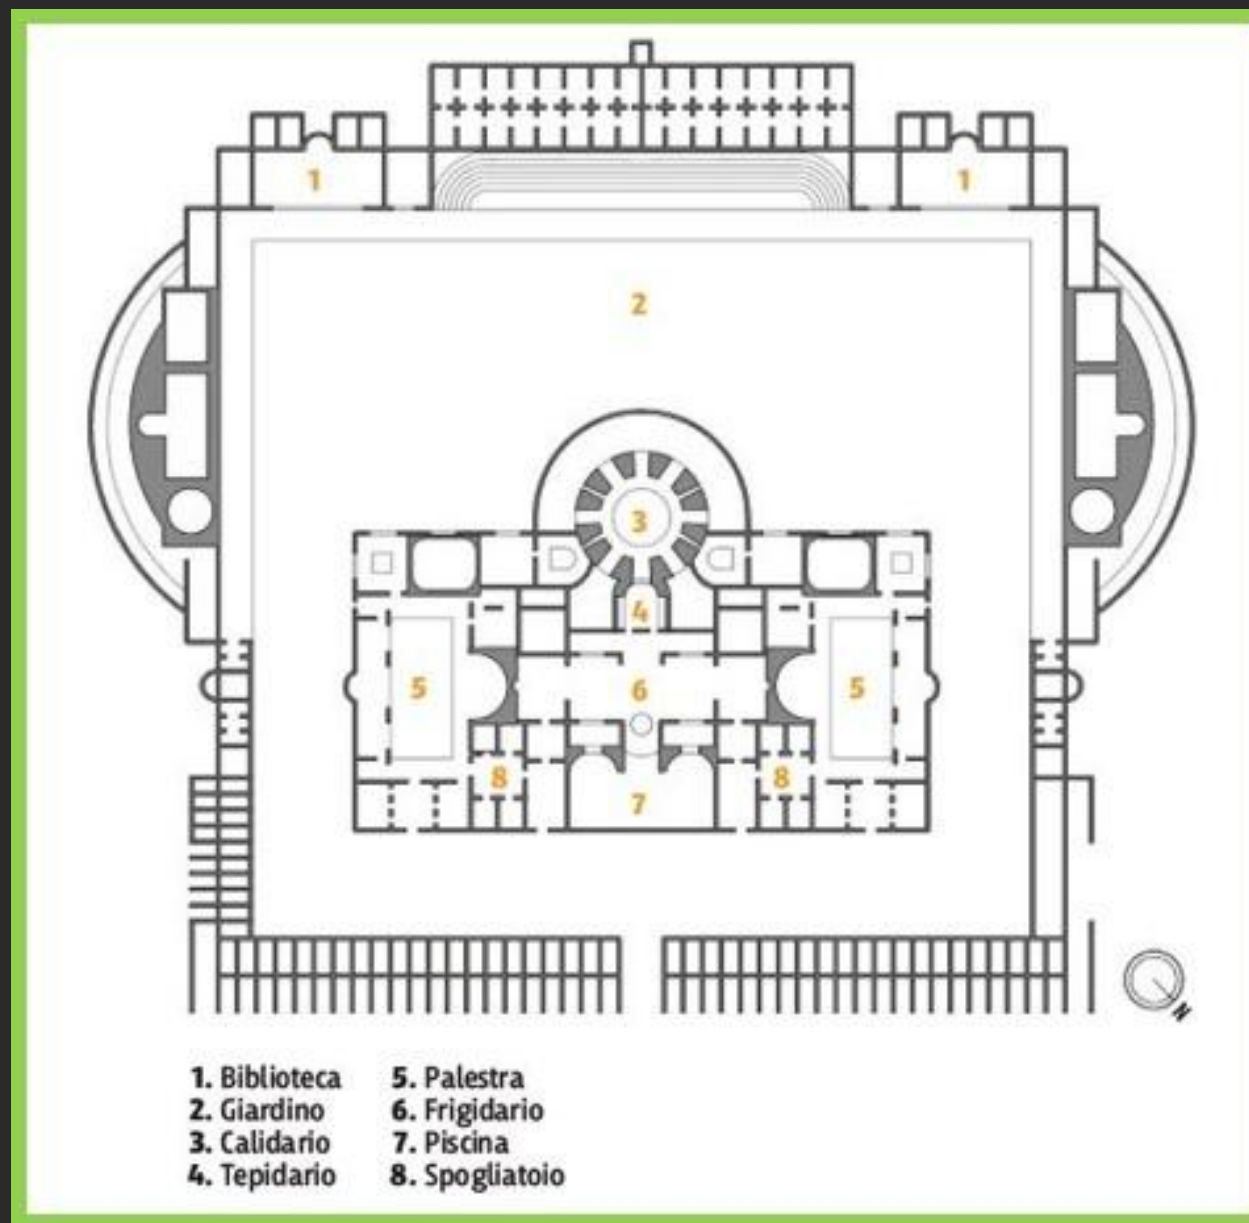 1
1
2
3
4
5
6
5
8
8
7
N
1. Biblioteca
2. Giardino
3. Calidario
4. Tepidario
5. Palestra
6. Frigidario
7. Piscina
8. Spogliatoio